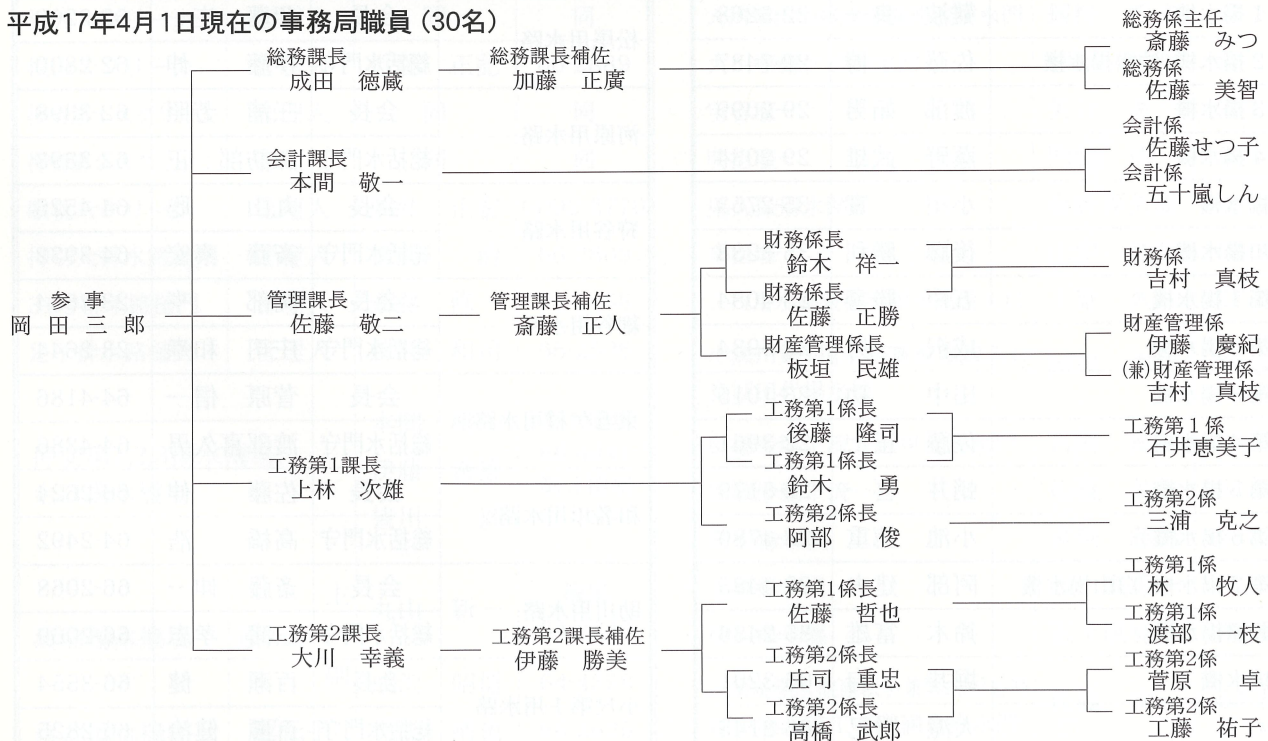 平成17年4月1日現在の事務局職員（30名）
参事
岡田三郎
総務課長
成田　徳蔵
総務課長補佐
加藤　正廣
総務係主任
斎藤　みつ
総務係
佐藤　美智
会計課長
本間　敬一
会計係
佐藤せつ子
会計係
五十嵐しん
管理課長
佐藤　敬二
管理課長補佐
斎藤　正人
財務係長
鈴木　祥一
財務係長
佐藤　正勝
財産管理係長
板垣　民雄
財務係
吉村　真枝
財産管理係
伊藤　慶紀
(兼)財産管理係
吉村　真枝
工務第1課長
上林　次雄
工務第1係長
後藤　隆司
工務第1係長
鈴木　勇
工務第2係長
阿部　俊
工務第1係
石井恵美子
工務第2係
三浦　克之
工務第2課長
大川　幸義
工務第2課長補佐
伊藤　勝美
工務第1係長
佐藤　哲也
工務第2係長
庄司　重忠
工務第2係長
高橋　武郎
工務第1係
林　牧人
工務第1係
渡部　一枝
工務第2係
菅原　卓
工務第2係
工藤　祐子